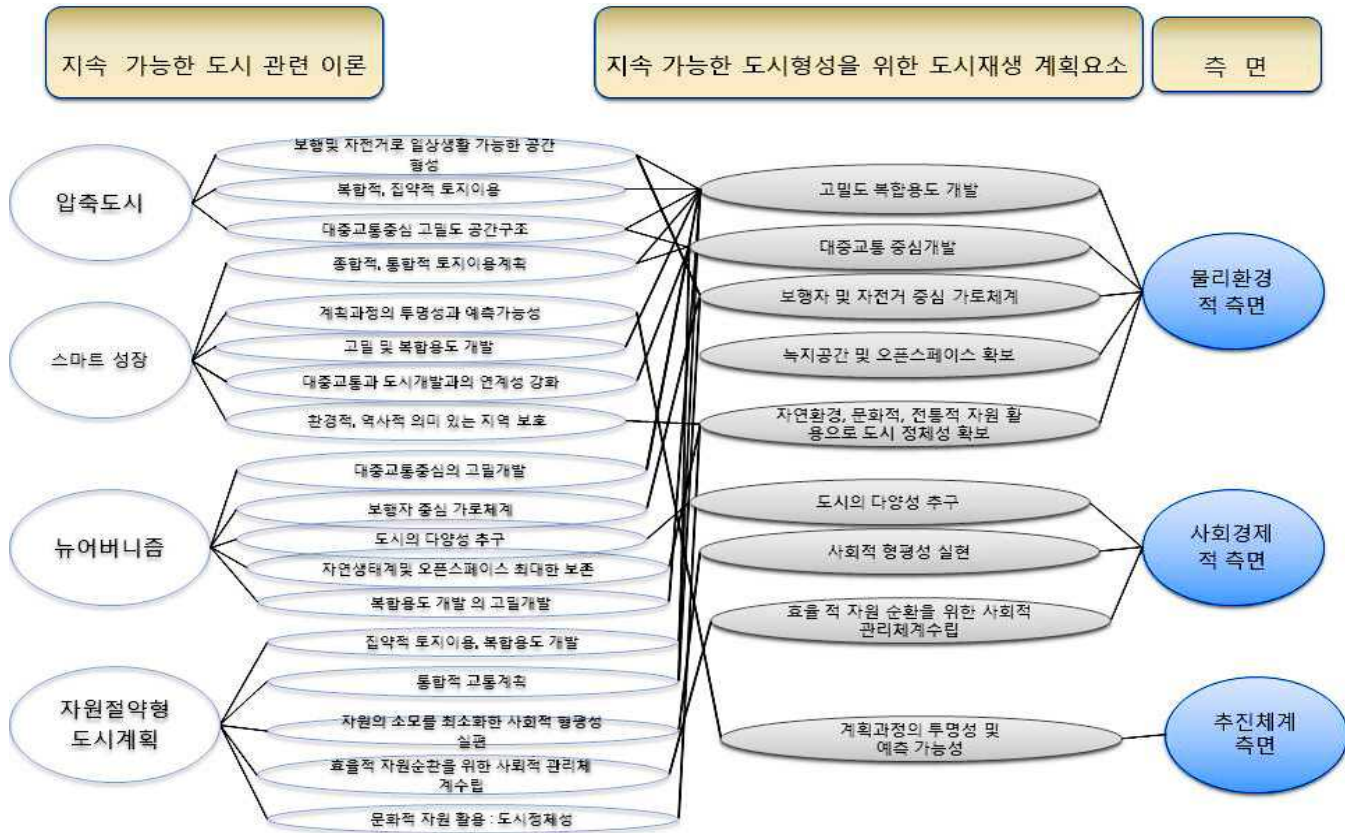 지속 가능한 도시 관련 이론
지속 가능한 도시형성을 위한 도시재생 계획요소
측 면
압축도시
보행및 자전거로 일상생활 가능한 공간
형성
복합적, 집약적 토지이용
대중교통중심 고밀도 공간구조
스마트 성장
종합적, 통합적 토지이용계획
계획과정의 투명성과 예측가능성
고밀 및 복합용도 개발
대중교통과 도시개발과의 연계성 강화
환경적, 역사적 의미 있는 지역 보호
뉴어버니즘
대중교통중심의 고밀개발
보행자 중심 가로체계
도시의 다양성 추구
자연생태계및 오픈스페이스 최대한 보존
복합용도 개발 의 고밀개발
자원절약형
도시계획
집약적 토지이용, 복합용도 개발
통합적 교통계획
자원의 소모를 최소화한 사회적 형평성
실편
효율적 자원순환을 위한 사회적 관리체
계수립
문화적 자원 활용 : 도시정체성
고밀도 복합용도 개발
대중교통 중심개발
보행자 및 자전거 중심 가로체계
녹지공간 및 오픈스페이스 확보
자연환경, 문화적, 전통적 자원 활
용으로 도시 정체성 확보
도시의 다양성 추구
사회적 형평성 실현
효율 적 자원 순환을 위한 사회적
관리체계수립
계획과정의 투명성 및
예측 가능성
물리환경
적 측면
사회경제
적 측면
추진체계
측면